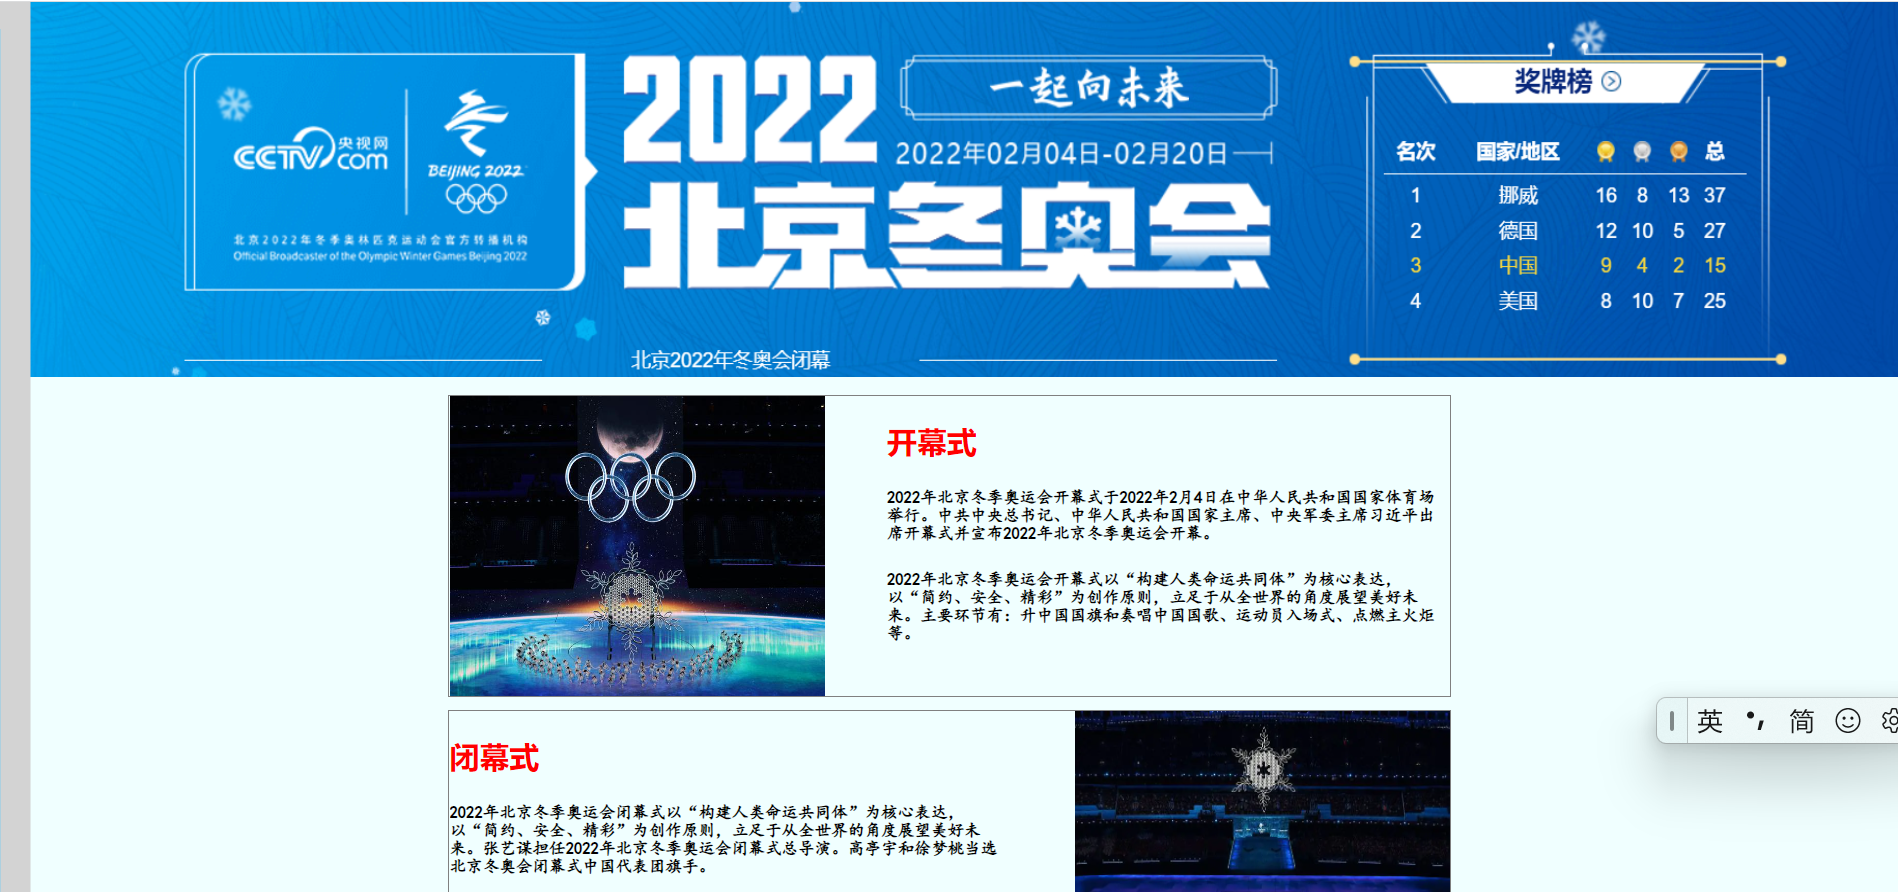 央视网
CCTV.com
BEIJING 2022
北京2022年冬季奥林匹克运动会官方转播机构
Official Broadcaster of the Olympic Winter Games Beijing 2022
2022
一起向未来
2022年02月04日-02月20日
北京冬奥会
北京2022年冬奥会闭幕
奖牌榜
名次 国家/地区 总
1 挪威 16 8 13 37
2 德国 12 10 5 27
3 中国 9 4 2 15
4 美国 8 10 7 25
开幕式
2022年北京冬季奥运会开幕式于2022年2月4日在中华人民共和国国家体育场
举行。中共中央总书记、中华人民共和国国家主席、中央军委主席习近平出
席开幕式并宣布2022年北京冬季奥运会开幕。
2022年北京冬季奥运会开幕式以“构建人类命运共同体”为核心表达，
以“简约、安全、精彩”为创作原则，立足于从全世界的角度展望美好未
来。主要环节有：升中国国旗和奏唱中国国歌、运动员入场式、点燃主火炬
等。
闭幕式
2022年北京冬季奥运会闭幕式以“构建人类命运共同体”为核心表达，
以“简约、安全、精彩”为创作原则，立足于从全世界的角度展望美好未
来。张艺谋担任2022年北京冬季奥运会闭幕式总导演。高亭宇和徐梦桃当选
北京冬奥会闭幕式中国代表团旗手。
英 简